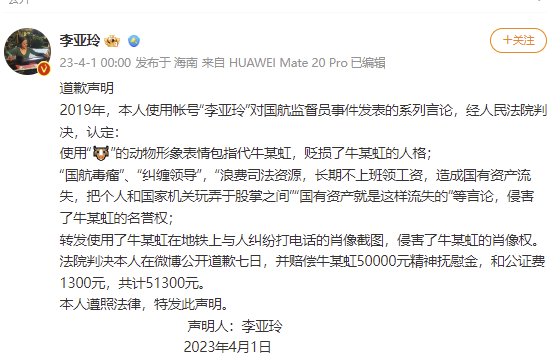 李亚玲
+关注
23-4-1 00:00 发布于 海南 来自 HUAWEI Mate 20 Pro 已编辑
道歉声明
2019年，本人使用帐号“李亚玲”对国航监督员事件发表的系列言论，经人民法院判
决，认定：
使用“🐮”的动物形象表情包指代牛某虹，贬损了牛某虹的人格；
“国航毒瘤”、“纠缠领导”，“浪费司法资源，长期不上班领工资，造成国有资产流
失，把个人和国家机关玩弄于股掌之间”“国有资产就是这样流失的”等言论，侵害
了牛某虹的名誉权；
转发使用了牛某虹在地铁上与人纠纷打电话的肖像截图，侵害了牛某虹的肖像权。
法院判决本人在微博公开道歉七日，并赔偿牛某虹50000元精神抚慰金，和公证费
1300元，共计51300元。
本人遵照法律，特发此声明。
声明人：李亚玲
2023年4月1日